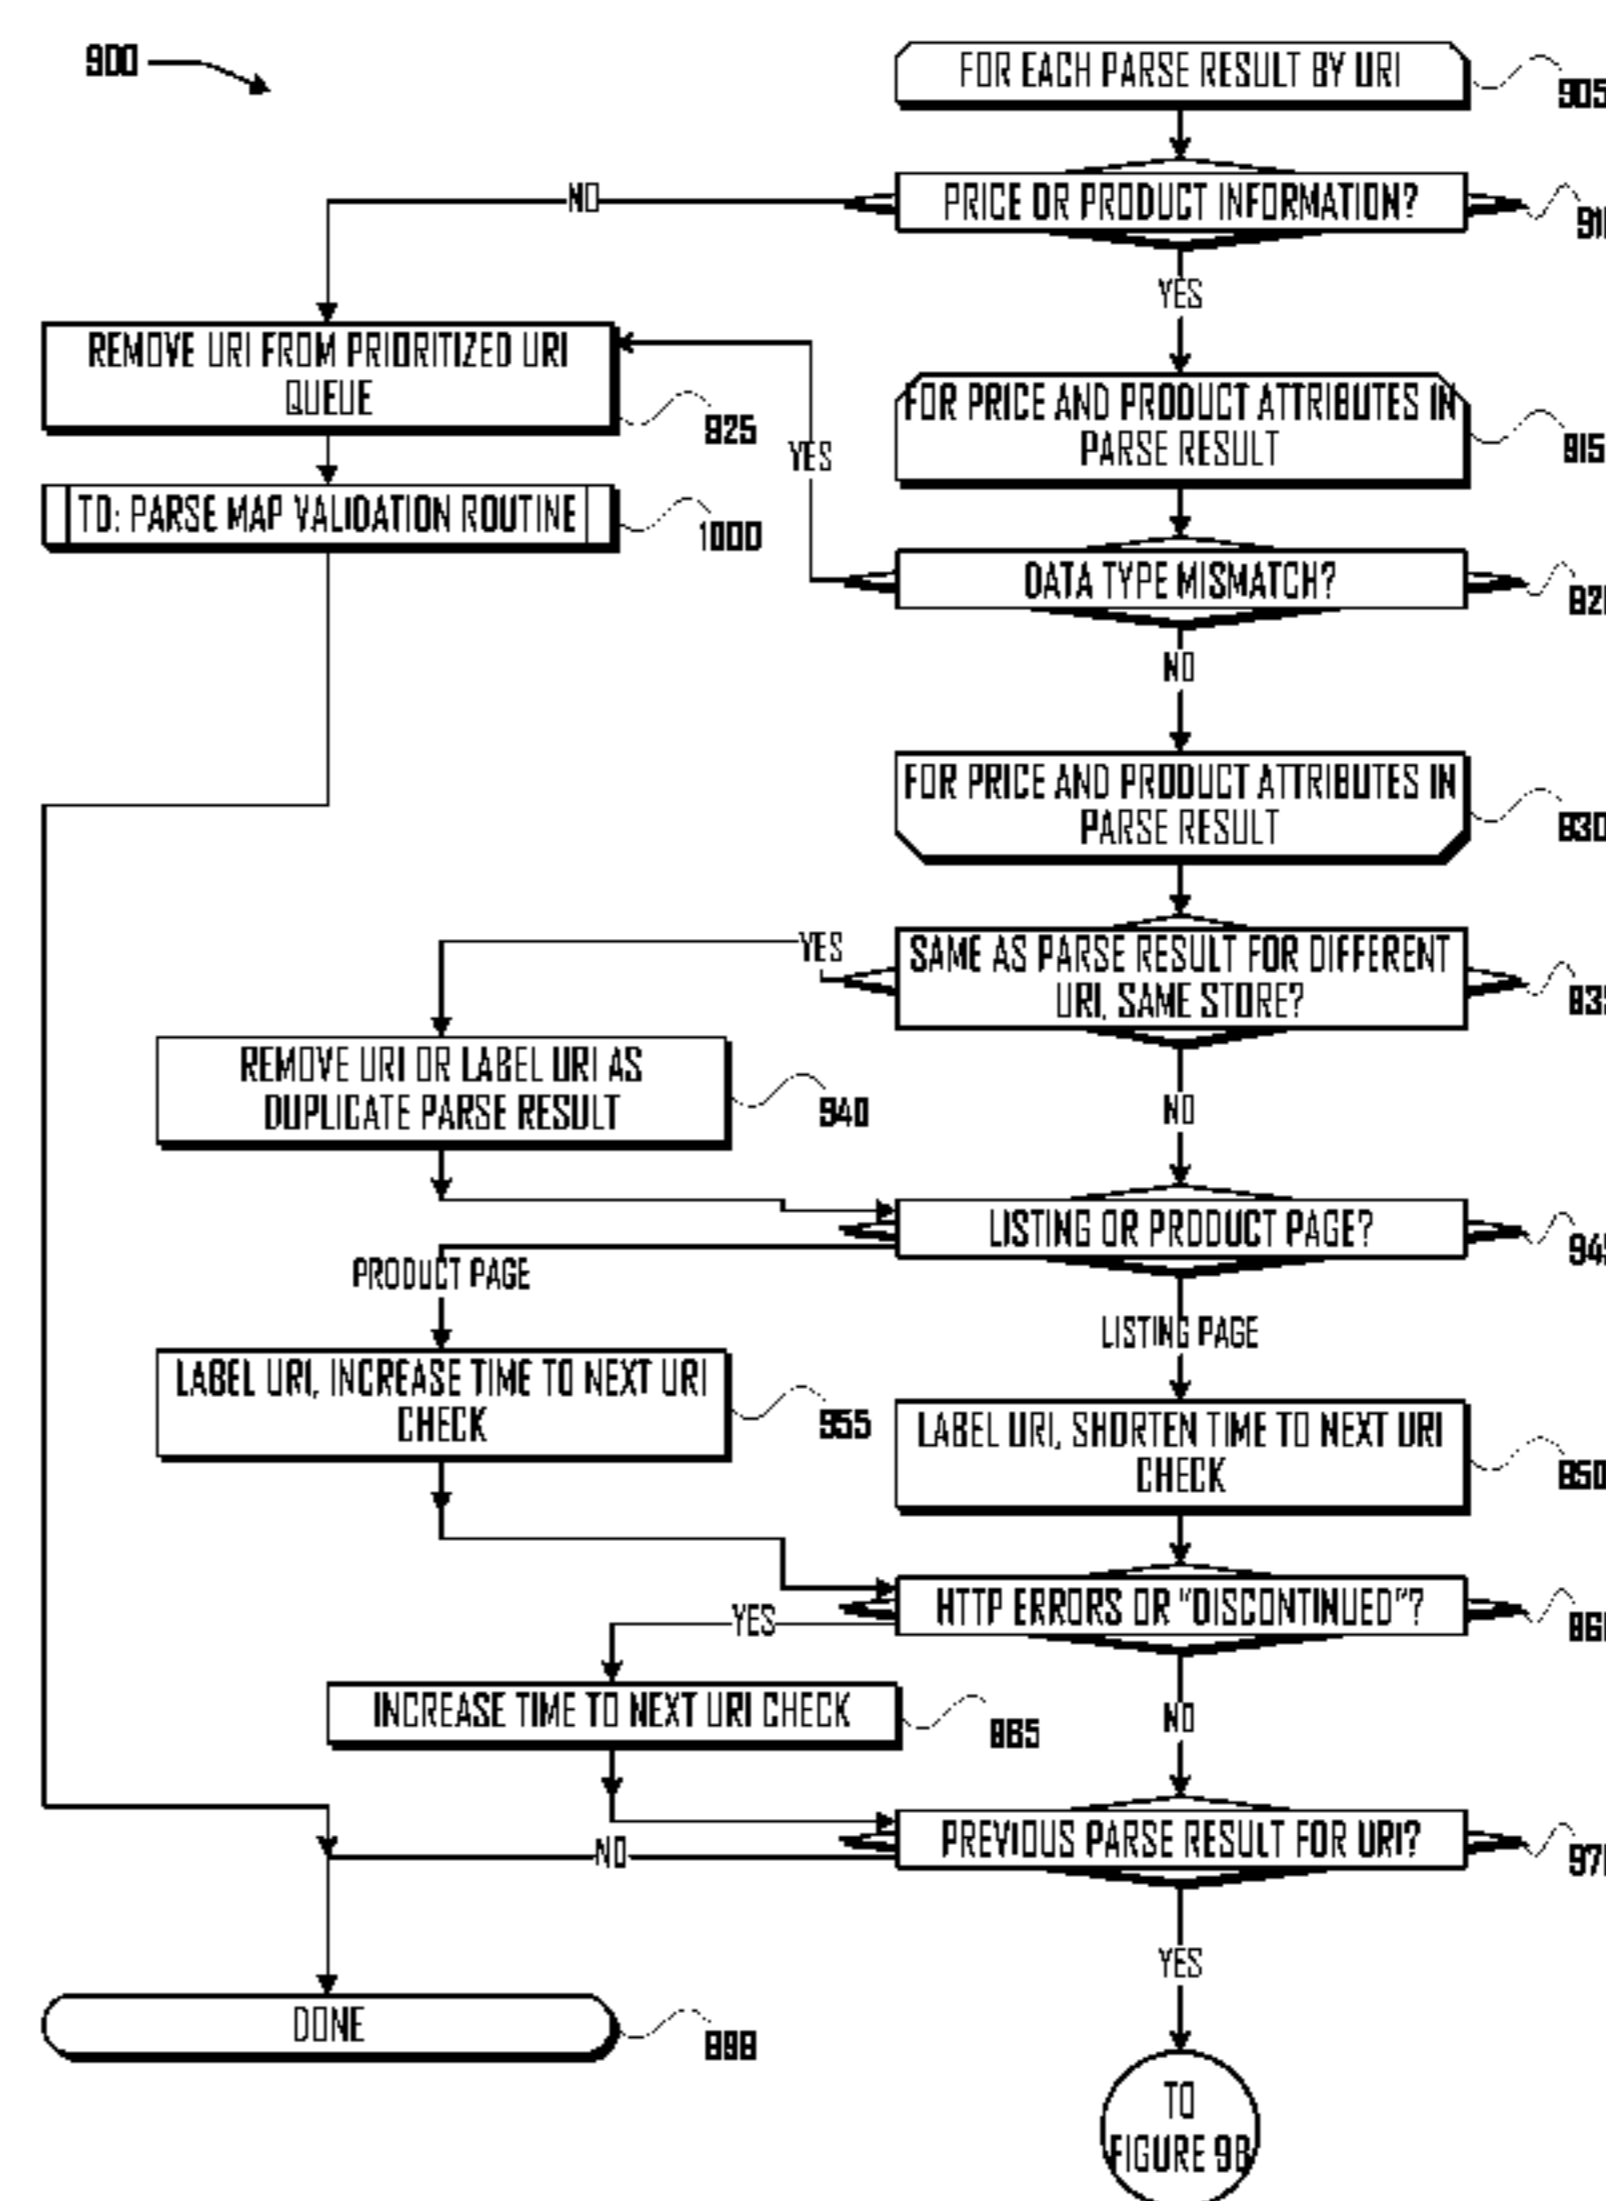 900
FOR EACH PARSE RESULT BY URI
905
PRICE OR PRODUCT INFORMATION?
NO
YES
REMOVE URI FROM PRIORITIZED URI
QUEUE
925
FOR PRICE AND PRODUCT ATTRIBUTES IN
PARSE RESULT
915
YES
TO: PARSE MAP VALIDATION ROUTINE
1000
DATA TYPE MISMATCH?
NO
FOR PRICE AND PRODUCT ATTRIBUTES IN
PARSE RESULT
930
SAME AS PARSE RESULT FOR DIFFERENT
URI, SAME STORE?
YES
REMOVE URI OR LABEL URI AS
DUPLICATE PARSE RESULT
940
NO
LISTING OR PRODUCT PAGE?
PRODUCT PAGE
LISTING PAGE
LABEL URI, INCREASE TIME TO NEXT URI
CHECK
955
LABEL URI, SHORTEN TIME TO NEXT URI
CHECK
950
HTTP ERRORS OR "DISCONTINUED"?
YES
INCREASE TIME TO NEXT URI CHECK
965
NO
PREVIOUS PARSE RESULT FOR URI?
NO
YES
DONE
998
TO
FIGURE 9B